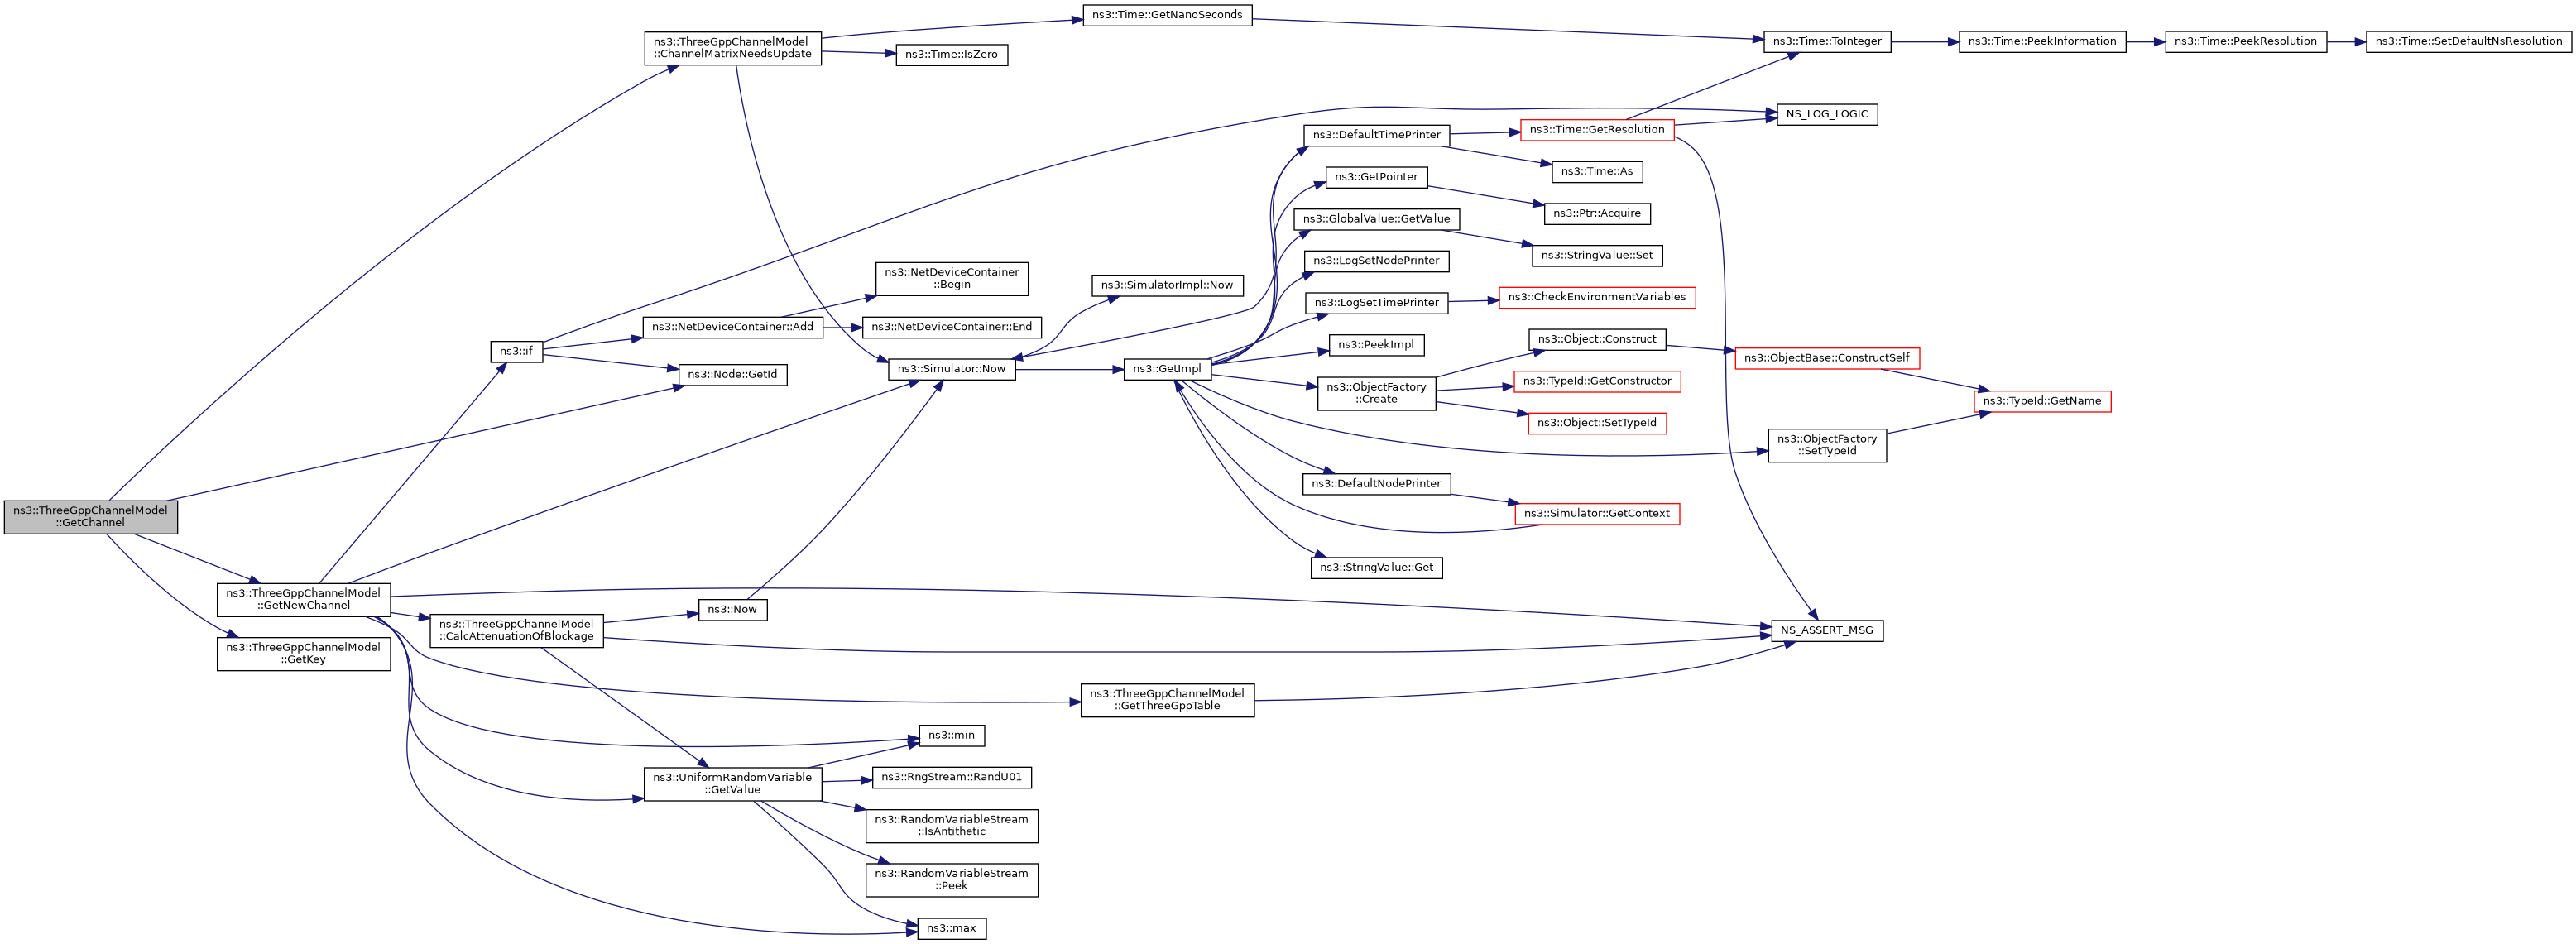 ns3::ThreeGppChannelModel
::GetChannel
ns3::ThreeGppChannelModel
::GetNewChannel
ns3::ThreeGppChannelModel
::GetKey
ns3::if
ns3::ThreeGppChannelModel
::CalcAttenuationOfBlockage
ns3::ThreeGppChannelModel
::ChannelMatrixNeedsUpdate
ns3::NetDeviceContainer::Add
ns3::Node::GetId
ns3::Now
ns3::UniformRandomVariable
::GetValue
ns3::Time::IsZero
ns3::NetDeviceContainer
::Begin
ns3::NetDeviceContainer::End
ns3::Simulator::Now
ns3::min
ns3::RngStream::RandU01
ns3::RandomVariableStream
::IsAntithetic
ns3::RandomVariableStream
::Peek
ns3::max
ns3::Time::GetNanoSeconds
ns3::SimulatorImpl::Now
ns3::GetImpl
ns3::ThreeGppChannelModel
::GetThreeGppTable
ns3::DefaultTimePrinter
ns3::GetPointer
ns3::GlobalValue::GetValue
ns3::LogSetNodePrinter
ns3::LogSetTimePrinter
ns3::PeekImpl
ns3::ObjectFactory
::Create
ns3::DefaultNodePrinter
ns3::StringValue::Get
ns3::Time::GetResolution
ns3::Time::As
ns3::Ptr::Acquire
ns3::StringValue::Set
ns3::CheckEnvironmentVariables
ns3::Object::Construct
ns3::TypeId::GetConstructor
ns3::Object::SetTypeId
ns3::Simulator::GetContext
ns3::Time::ToInteger
NS_LOG_LOGIC
ns3::ObjectBase::ConstructSelf
ns3::ObjectFactory
::SetTypeId
NS_ASSERT_MSG
ns3::Time::PeekInformation
ns3::TypeId::GetName
ns3::Time::PeekResolution
ns3::Time::SetDefaultNsResolution